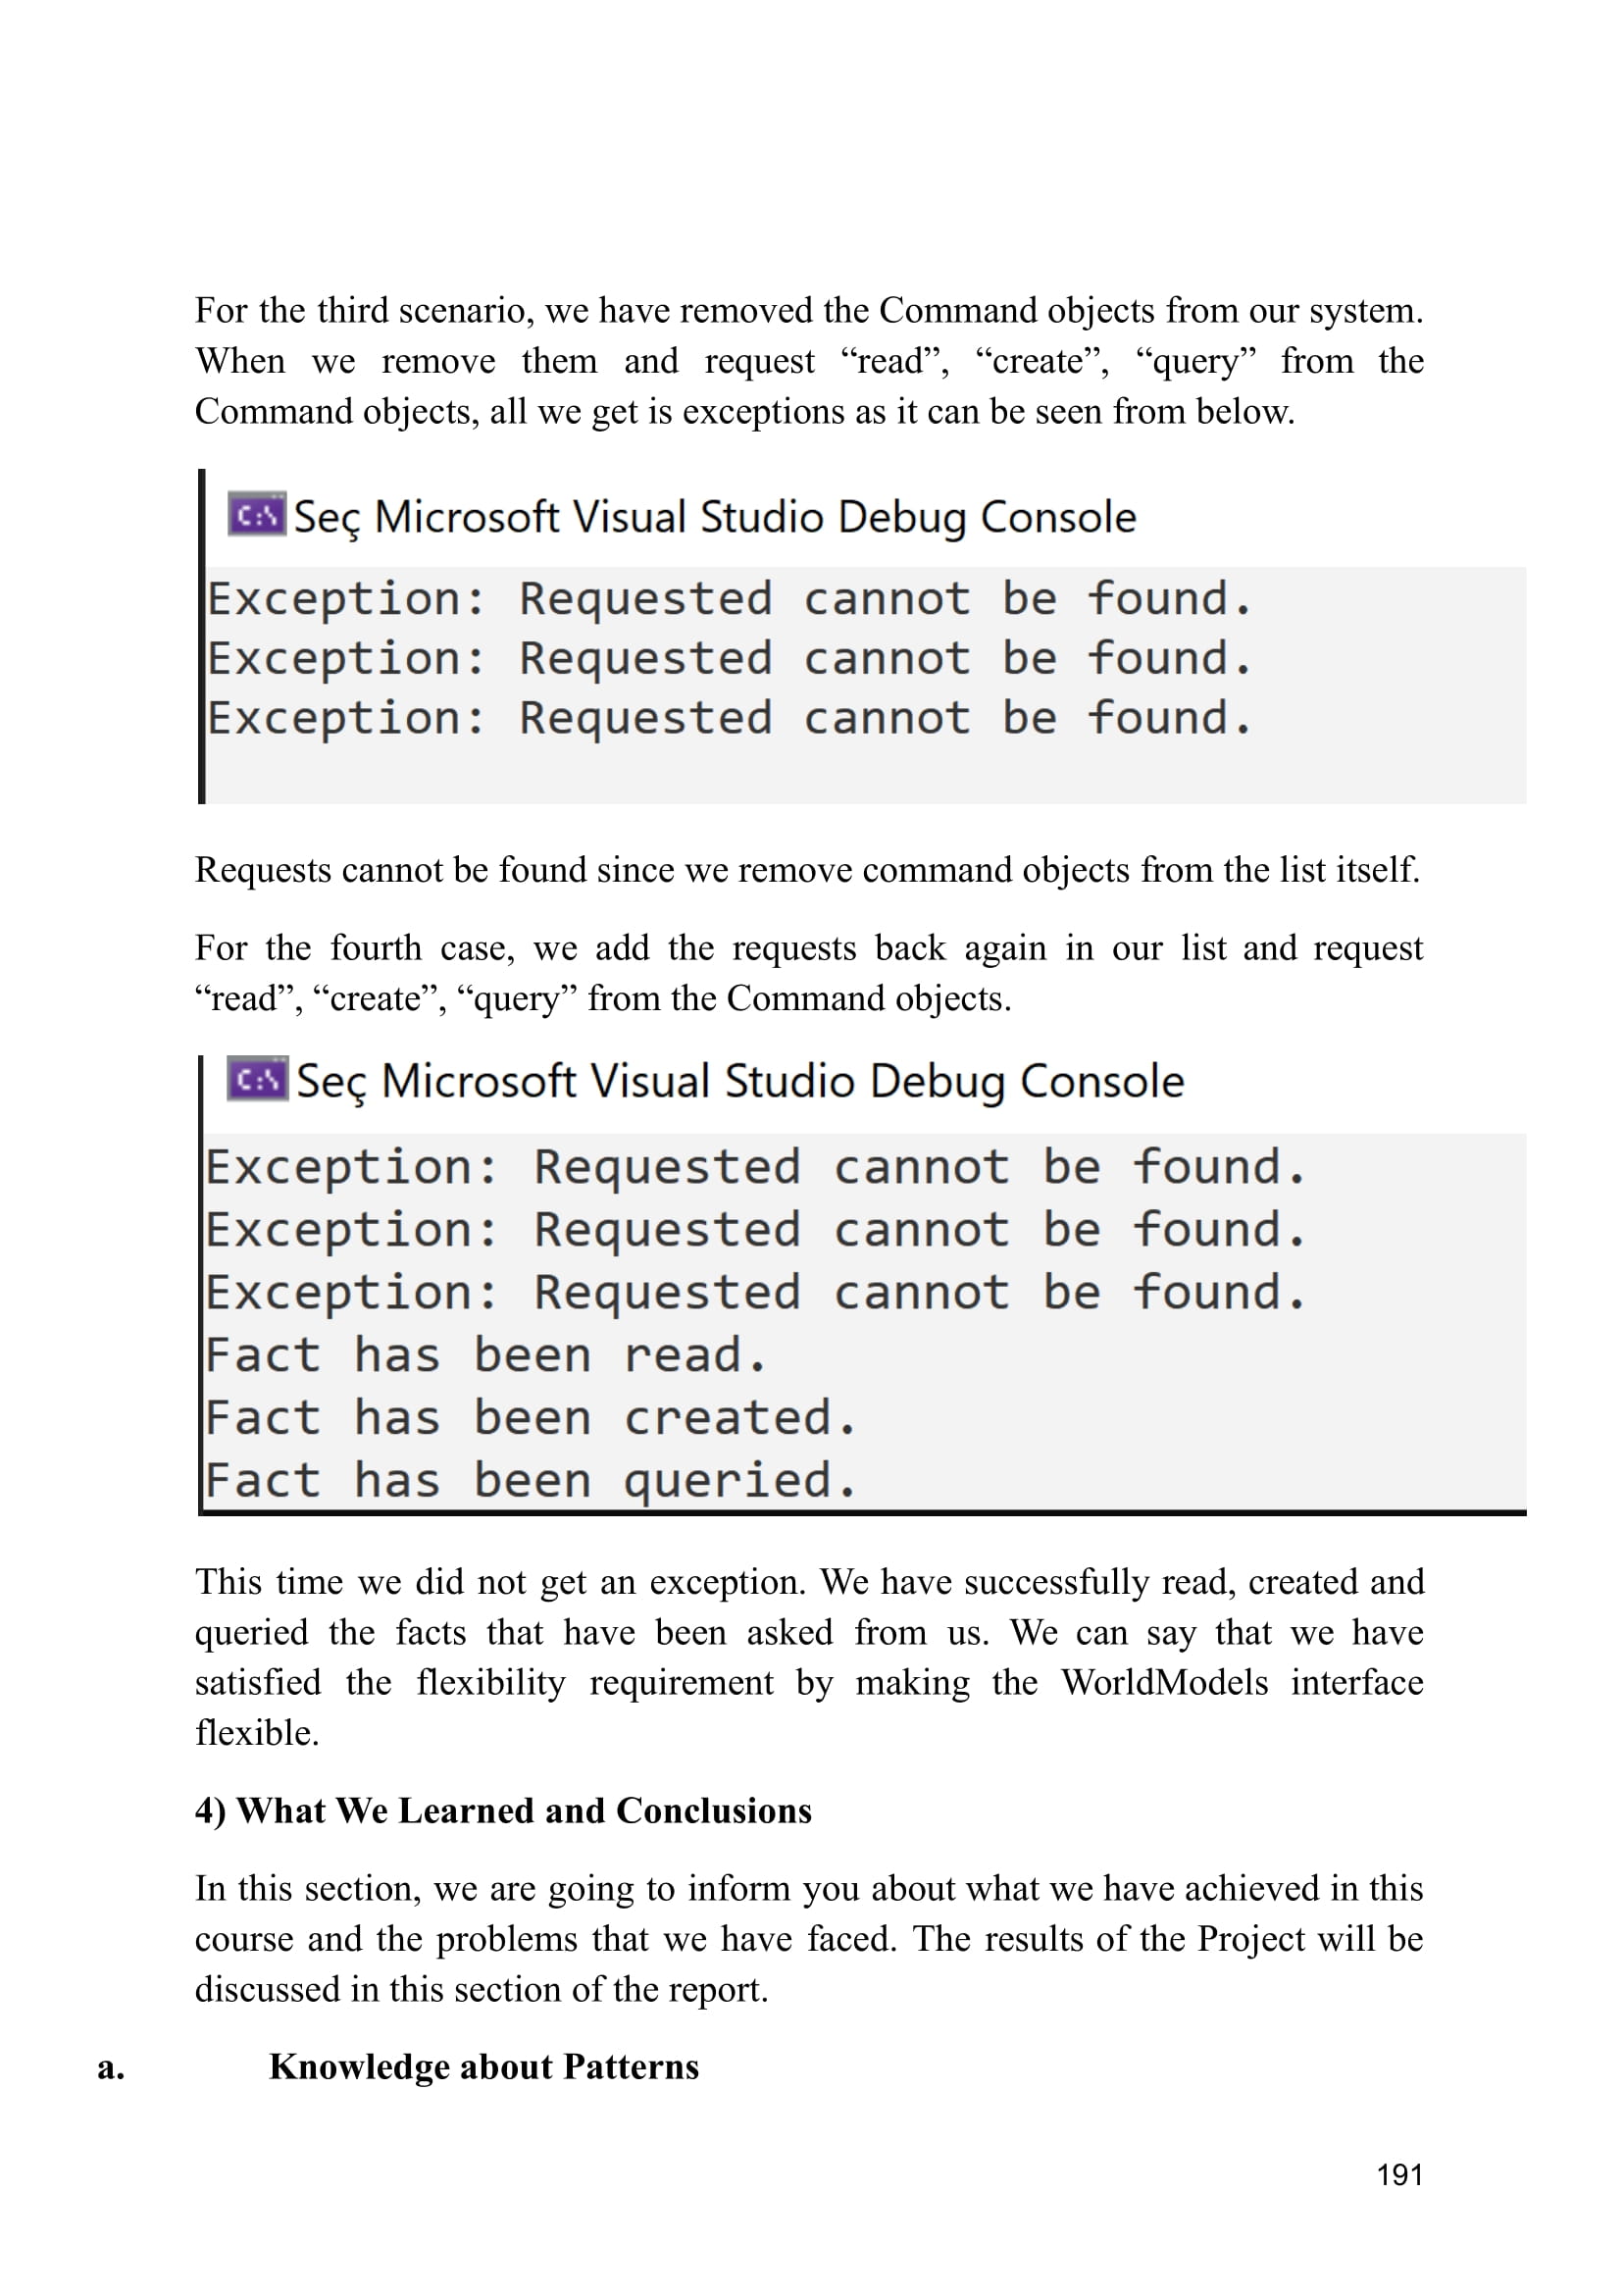 For the third scenario, we have removed the Command objects from our system.
When we remove them and request “read”, “create”, “query” from the
Command objects, all we get is exceptions as it can be seen from below.
C:\ Seç Microsoft Visual Studio Debug Console
Exception: Requested cannot be found.
Exception: Requested cannot be found.
Exception: Requested cannot be found.
Requests cannot be found since we remove command objects from the list itself.
For the fourth case, we add the requests back again in our list and request
“read”, “create”, “query” from the Command objects.
C:\ Seç Microsoft Visual Studio Debug Console
Exception: Requested cannot be found.
Exception: Requested cannot be found.
Exception: Requested cannot be found.
Fact has been read.
Fact has been created.
Fact has been queried.
This time we did not get an exception. We have successfully read, created and
queried the facts that have been asked from us. We can say that we have
satisfied the flexibility requirement by making the WorldModels interface
flexible.
4) What We Learned and Conclusions
In this section, we are going to inform you about what we have achieved in this
course and the problems that we have faced. The results of the Project will be
discussed in this section of the report.
a. Knowledge about Patterns
191